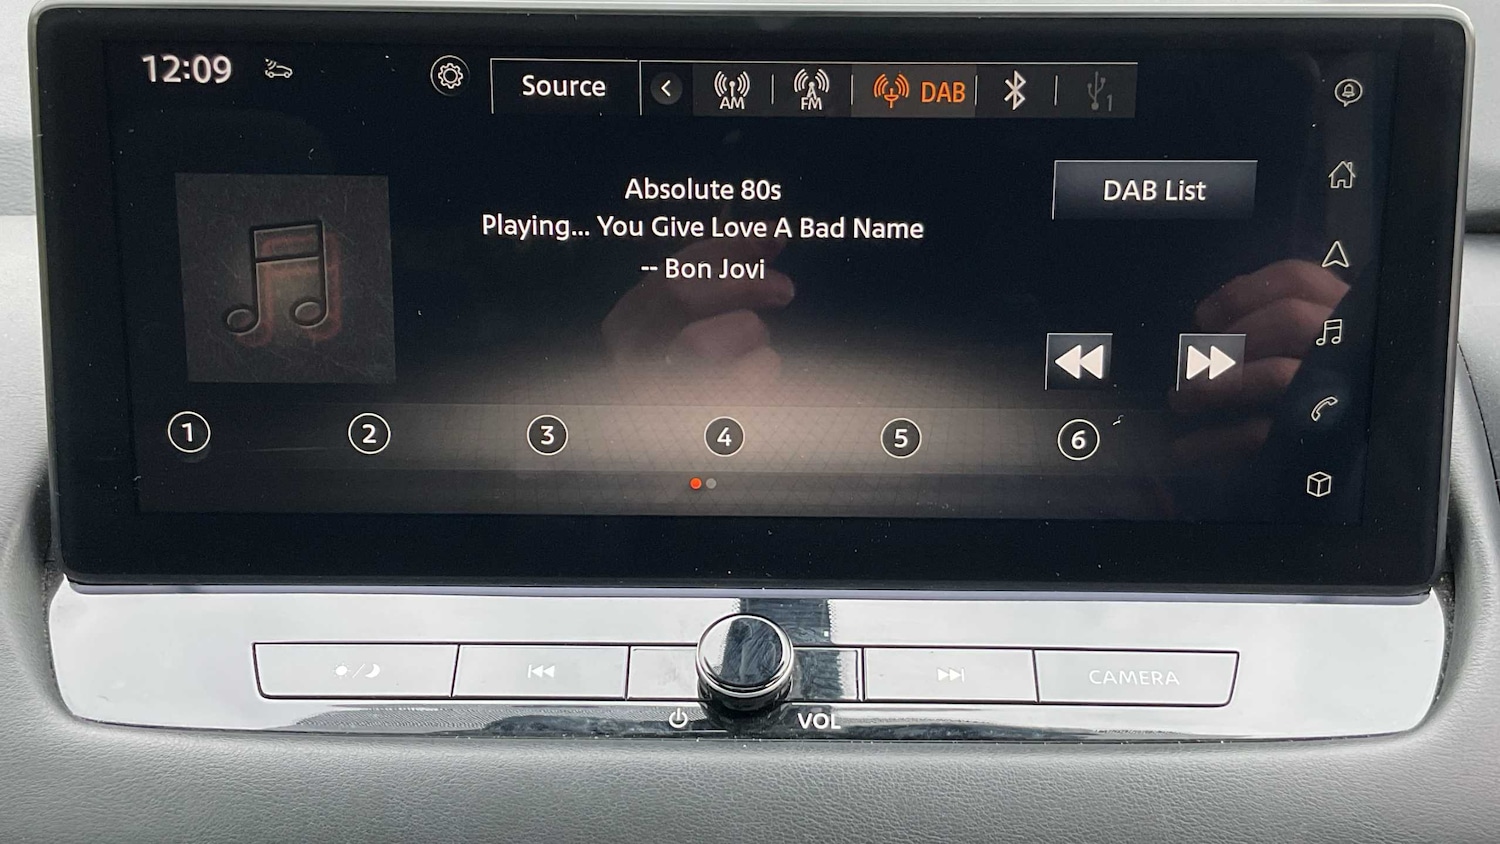 12:09
Source
AM
FM
DAB
1
Absolute 80s
DAB List
Playing... You Give Love A Bad Name
-- Bon Jovi
1 2 3 4 5 6
CAMERA
VOL